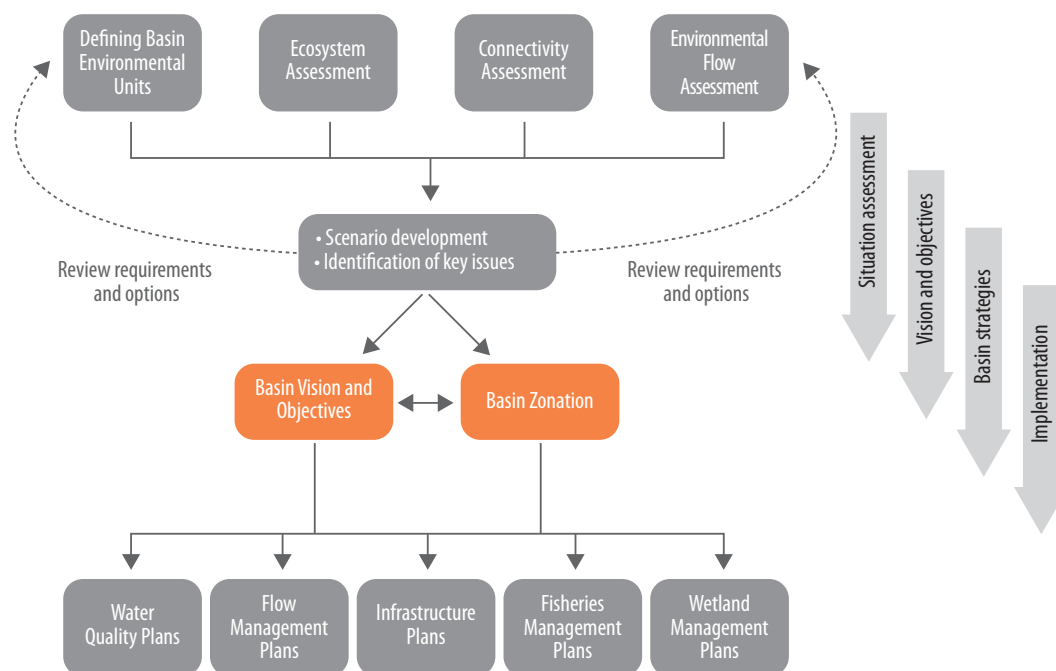 Defining Basin
Environmental
Units
Ecosystem
Assessment
Connectivity
Assessment
Environmental
Flow
Assessment
• Scenario development
• Identification of key issues
Review requirements
and options
Review requirements
and options
Basin Vision and
Objectives
Basin Zonation
Water
Quality Plans
Flow
Management
Plans
Infrastructure
Plans
Fisheries
Management
Plans
Wetland
Management
Plans
Situation assessment
Vision and objectives
Basin strategies
Implementation